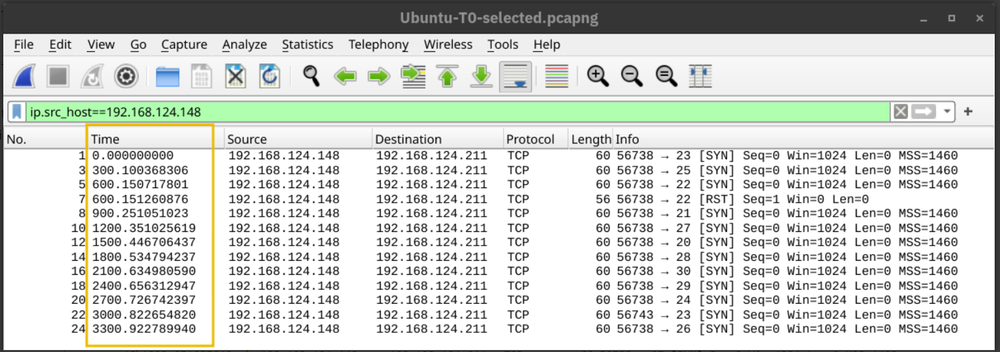 Ubuntu-T0-selected.pcapng
File Edit View Go Capture Analyze Statistics Telephony Wireless Tools Help
ip.src_host==192.168.124.148
No. Time Source Destination Protocol Length Info
1 0.000000000 192.168.124.148 192.168.124.211 TCP 60 56738 → 23 [SYN] Seq=0 Win=1024 Len=0 MSS=1460
3 300.100368306 192.168.124.148 192.168.124.211 TCP 60 56738 → 25 [SYN] Seq=0 Win=1024 Len=0 MSS=1460
5 600.150717801 192.168.124.148 192.168.124.211 TCP 60 56738 → 22 [SYN] Seq=0 Win=1024 Len=0 MSS=1460
7 600.151260876 192.168.124.148 192.168.124.211 TCP 56 56738 → 22 [RST] Seq=1 Win=0 Len=0
8 900.251051023 192.168.124.148 192.168.124.211 TCP 60 56738 → 21 [SYN] Seq=0 Win=1024 Len=0 MSS=1460
10 1200.351025619 192.168.124.148 192.168.124.211 TCP 60 56738 → 27 [SYN] Seq=0 Win=1024 Len=0 MSS=1460
12 1500.446706437 192.168.124.148 192.168.124.211 TCP 60 56738 → 20 [SYN] Seq=0 Win=1024 Len=0 MSS=1460
14 1800.534794237 192.168.124.148 192.168.124.211 TCP 60 56738 → 28 [SYN] Seq=0 Win=1024 Len=0 MSS=1460
16 2100.634980590 192.168.124.148 192.168.124.211 TCP 60 56738 → 30 [SYN] Seq=0 Win=1024 Len=0 MSS=1460
18 2400.656312947 192.168.124.148 192.168.124.211 TCP 60 56738 → 29 [SYN] Seq=0 Win=1024 Len=0 MSS=1460
20 2700.726742397 192.168.124.148 192.168.124.211 TCP 60 56738 → 24 [SYN] Seq=0 Win=1024 Len=0 MSS=1460
22 3000.822654820 192.168.124.148 192.168.124.211 TCP 60 56743 → 23 [SYN] Seq=0 Win=1024 Len=0 MSS=1460
24 3300.922789940 192.168.124.148 192.168.124.211 TCP 60 56738 → 26 [SYN] Seq=0 Win=1024 Len=0 MSS=1460